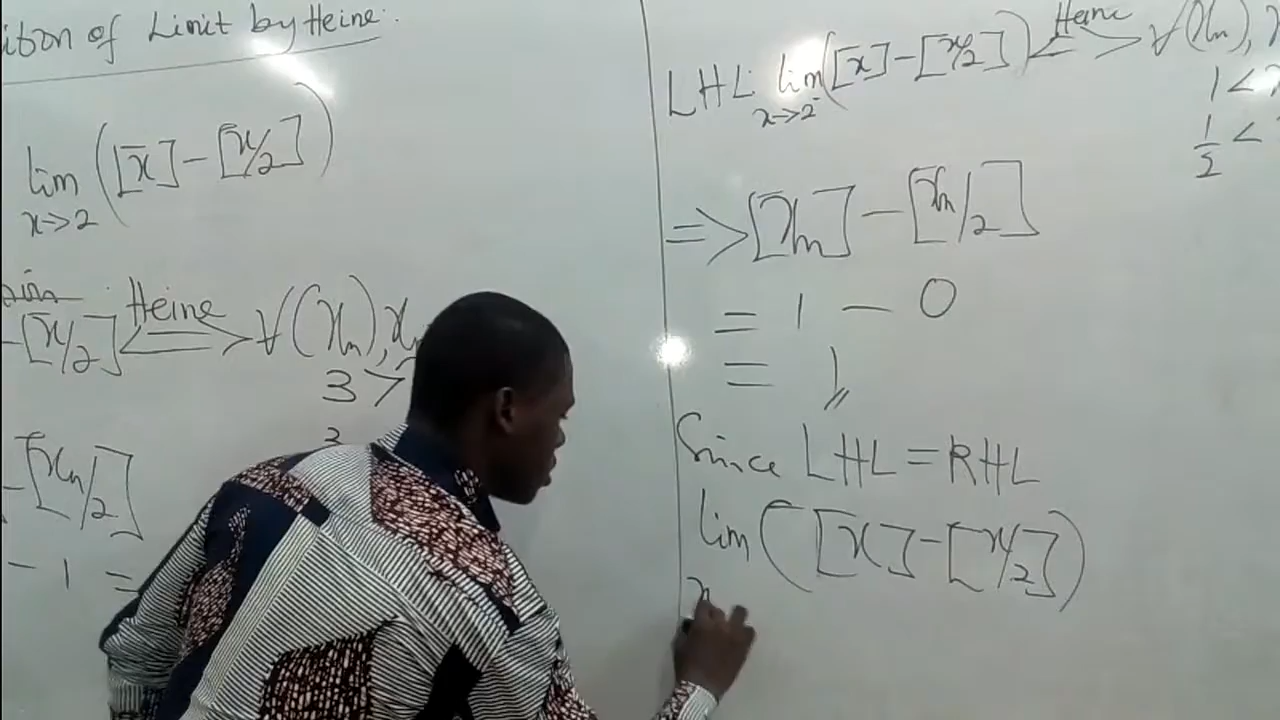 ition of Limit by Heine:
lim ([x] - [x/2])
x→2
Heine
- [x/2] <=> ∀(xn), xn
3 >
3
- [xn/2]
- 1 =
LHL: lim ([x] - [x/2]) <=> ∀(xn),
Heine
x→2⁻
1 <
1/2 <
=> [xn] - [xn/2]
= 1 - 0
= 1
Since LHL = RHL
lim ([x] - [x/2])
x